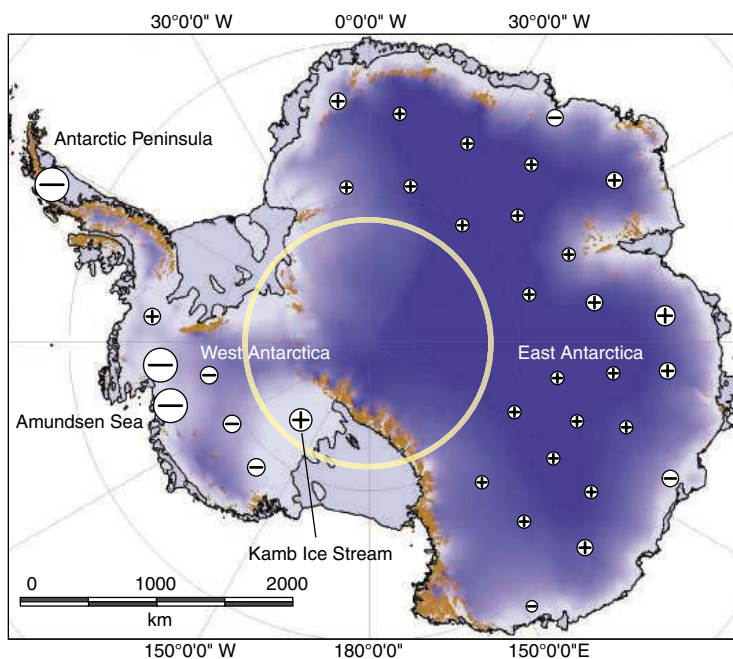 30°0'0" W
0°0'0" W
30°0'0" W
Antarctic Peninsula
West Antarctica
East Antarctica
Amundsen Sea
Kamb Ice Stream
0 1000 2000
km
150°0'0" W
180°0'0"
150°0'0"E